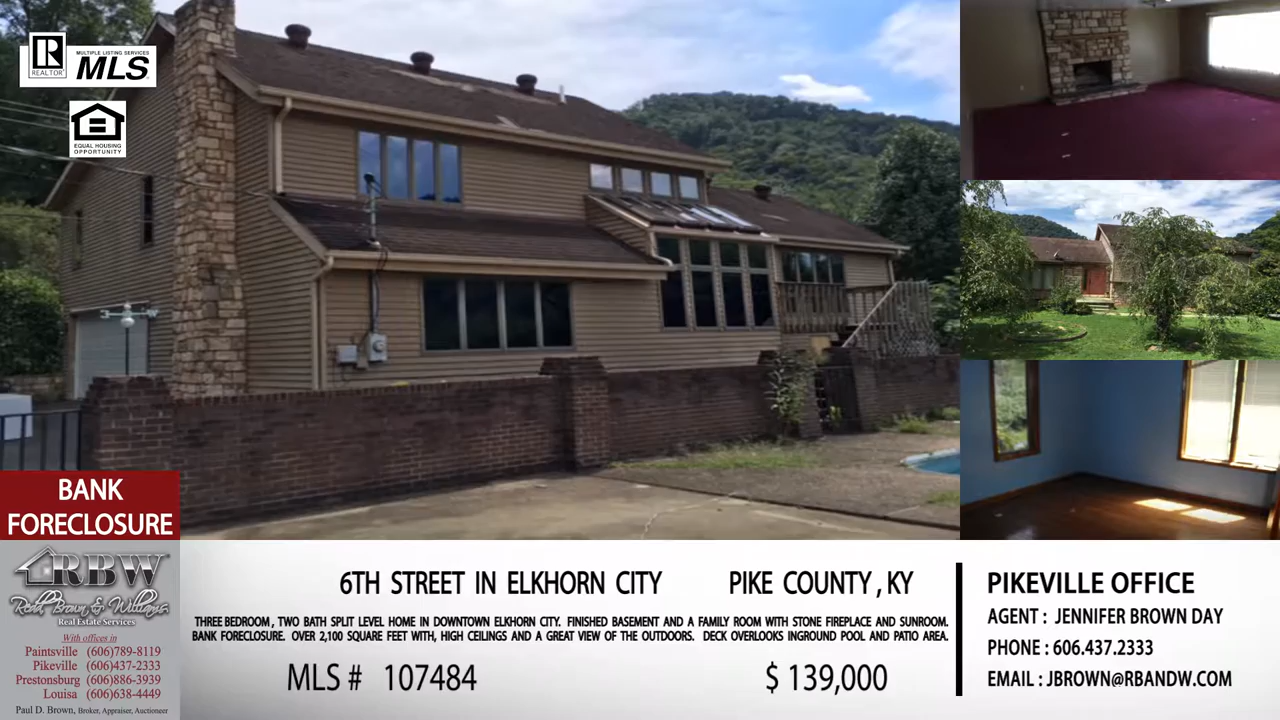 R
REALTOR®
MULTIPLE LISTING SERVICES
MLS
EQUAL HOUSING
OPPORTUNITY
BANK
FORECLOSURE
RBW
Redd, Brown, & Williams
Real Estate Services
With offices in
Paintsville (606)789-8119
Pikeville (606)437-2333
Prestonsburg (606)886-3939
Louisa (606)638-4449
Paul D. Brown, Broker, Appraiser, Auctioneer
6TH STREET IN ELKHORN CITY PIKE COUNTY, KY
THREE BEDROOM, TWO BATH SPLIT LEVEL HOME IN DOWNTOWN ELKHORN CITY. FINISHED BASEMENT AND A FAMILY ROOM WITH STONE FIREPLACE AND SUNROOM.
BANK FORECLOSURE. OVER 2,100 SQUARE FEET WITH, HIGH CEILINGS AND A GREAT VIEW OF THE OUTDOORS. DECK OVERLOOKS INGROUND POOL AND PATIO AREA.
MLS # 107484 $ 139,000
PIKEVILLE OFFICE
AGENT : JENNIFER BROWN DAY
PHONE : 606.437.2333
EMAIL : JBROWN@RBANDW.COM